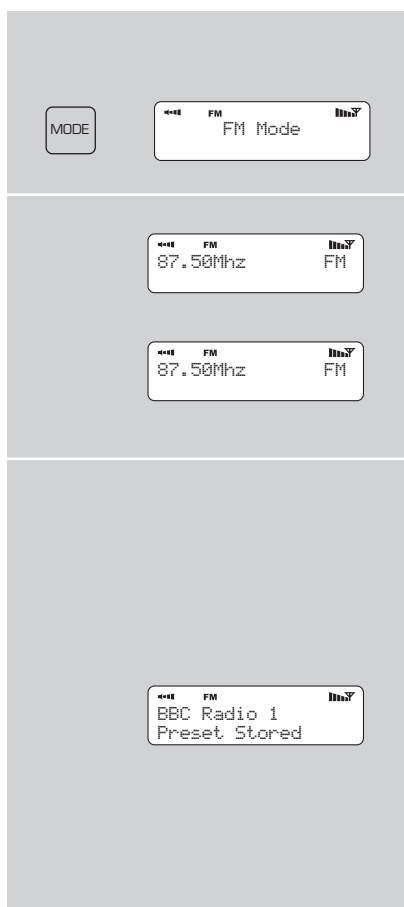 MODE
FM
FM Mode
FM
87.50Mhz FM
FM
87.50Mhz FM
FM
BBC Radio 1
Preset Stored